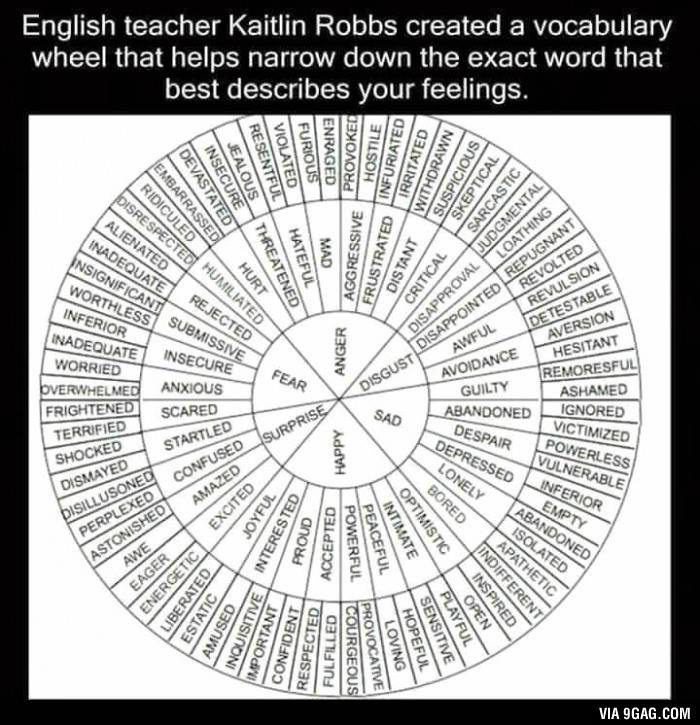 English teacher Kaitlin Robbs created a vocabulary
wheel that helps narrow down the exact word that
best describes your feelings.
ANGER
DISGUST
SAD
HAPPY
SURPRISE
FEAR
MAD
AGGRESSIVE
FRUSTRATED
DISTANT
CRITICAL
DISAPPROVAL
DISAPPOINTED
AWFUL
AVOIDANCE
GUILTY
ABANDONED
DESPAIR
DEPRESSED
LONELY
BORED
OPTIMISTIC
INTIMATE
PEACEFUL
POWERFUL
ACCEPTED
PROUD
INTERESTED
JOYFUL
EXCITED
AMAZED
CONFUSED
STARTLED
SCARED
ANXIOUS
INSECURE
SUBMISSIVE
REJECTED
HUMILIATED
HURT
THREATENED
HATEFUL
ENRAGED
PROVOKED
HOSTILE
INFURIATED
IRRITATED
WITHDRAWN
SUSPICIOUS
SKEPTICAL
SARCASTIC
JUDGMENTAL
LOATHING
REPUGNANT
REVOLTED
REVULSION
DETESTABLE
AVERSION
HESITANT
REMORESFUL
ASHAMED
IGNORED
VICTIMIZED
POWERLESS
VULNERABLE
INFERIOR
EMPTY
ABANDONED
ISOLATED
APATHETIC
INDIFFERENT
INSPIRED
OPEN
PLAYFUL
SENSITIVE
HOPEFUL
LOVING
PROVOCATIVE
COURGEOUS
FULFILLED
RESPECTED
CONFIDENT
IMPORTANT
INQUISITIVE
AMUSED
ESTATIC
LIBERATED
ENERGETIC
EAGER
AWE
ASTONISHED
PERPLEXED
DISILLUSONED
DISMAYED
SHOCKED
TERRIFIED
FRIGHTENED
OVERWHELMED
WORRIED
INADEQUATE
INFERIOR
WORTHLESS
INSIGNIFICANT
INADEQUATE
ALIENATED
DISRESPECTED
RIDICULED
EMBARRASSED
DEVASTATED
INSECURE
JEALOUS
RESENTFUL
VIOLATED
FURIOUS
VIA 9GAG.COM